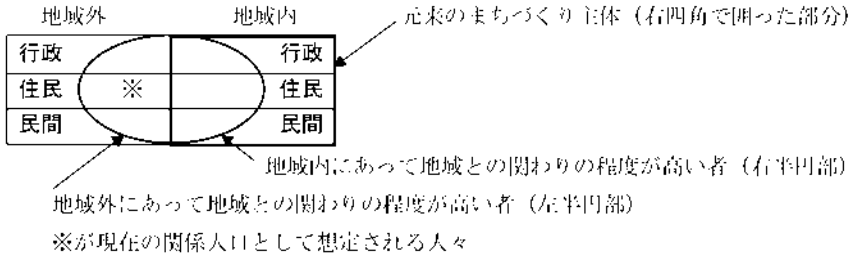 地域外 地域内 元来のまちづくり主体（右四角で囲った部分）
行政 行政
住民 ※ 住民
民間 民間
地域内にあって地域との関わりの程度が高い者（右半円部）
地域外にあって地域との関わりの程度が高い者（左半円部）
※が現在の関係人口として想定される人々